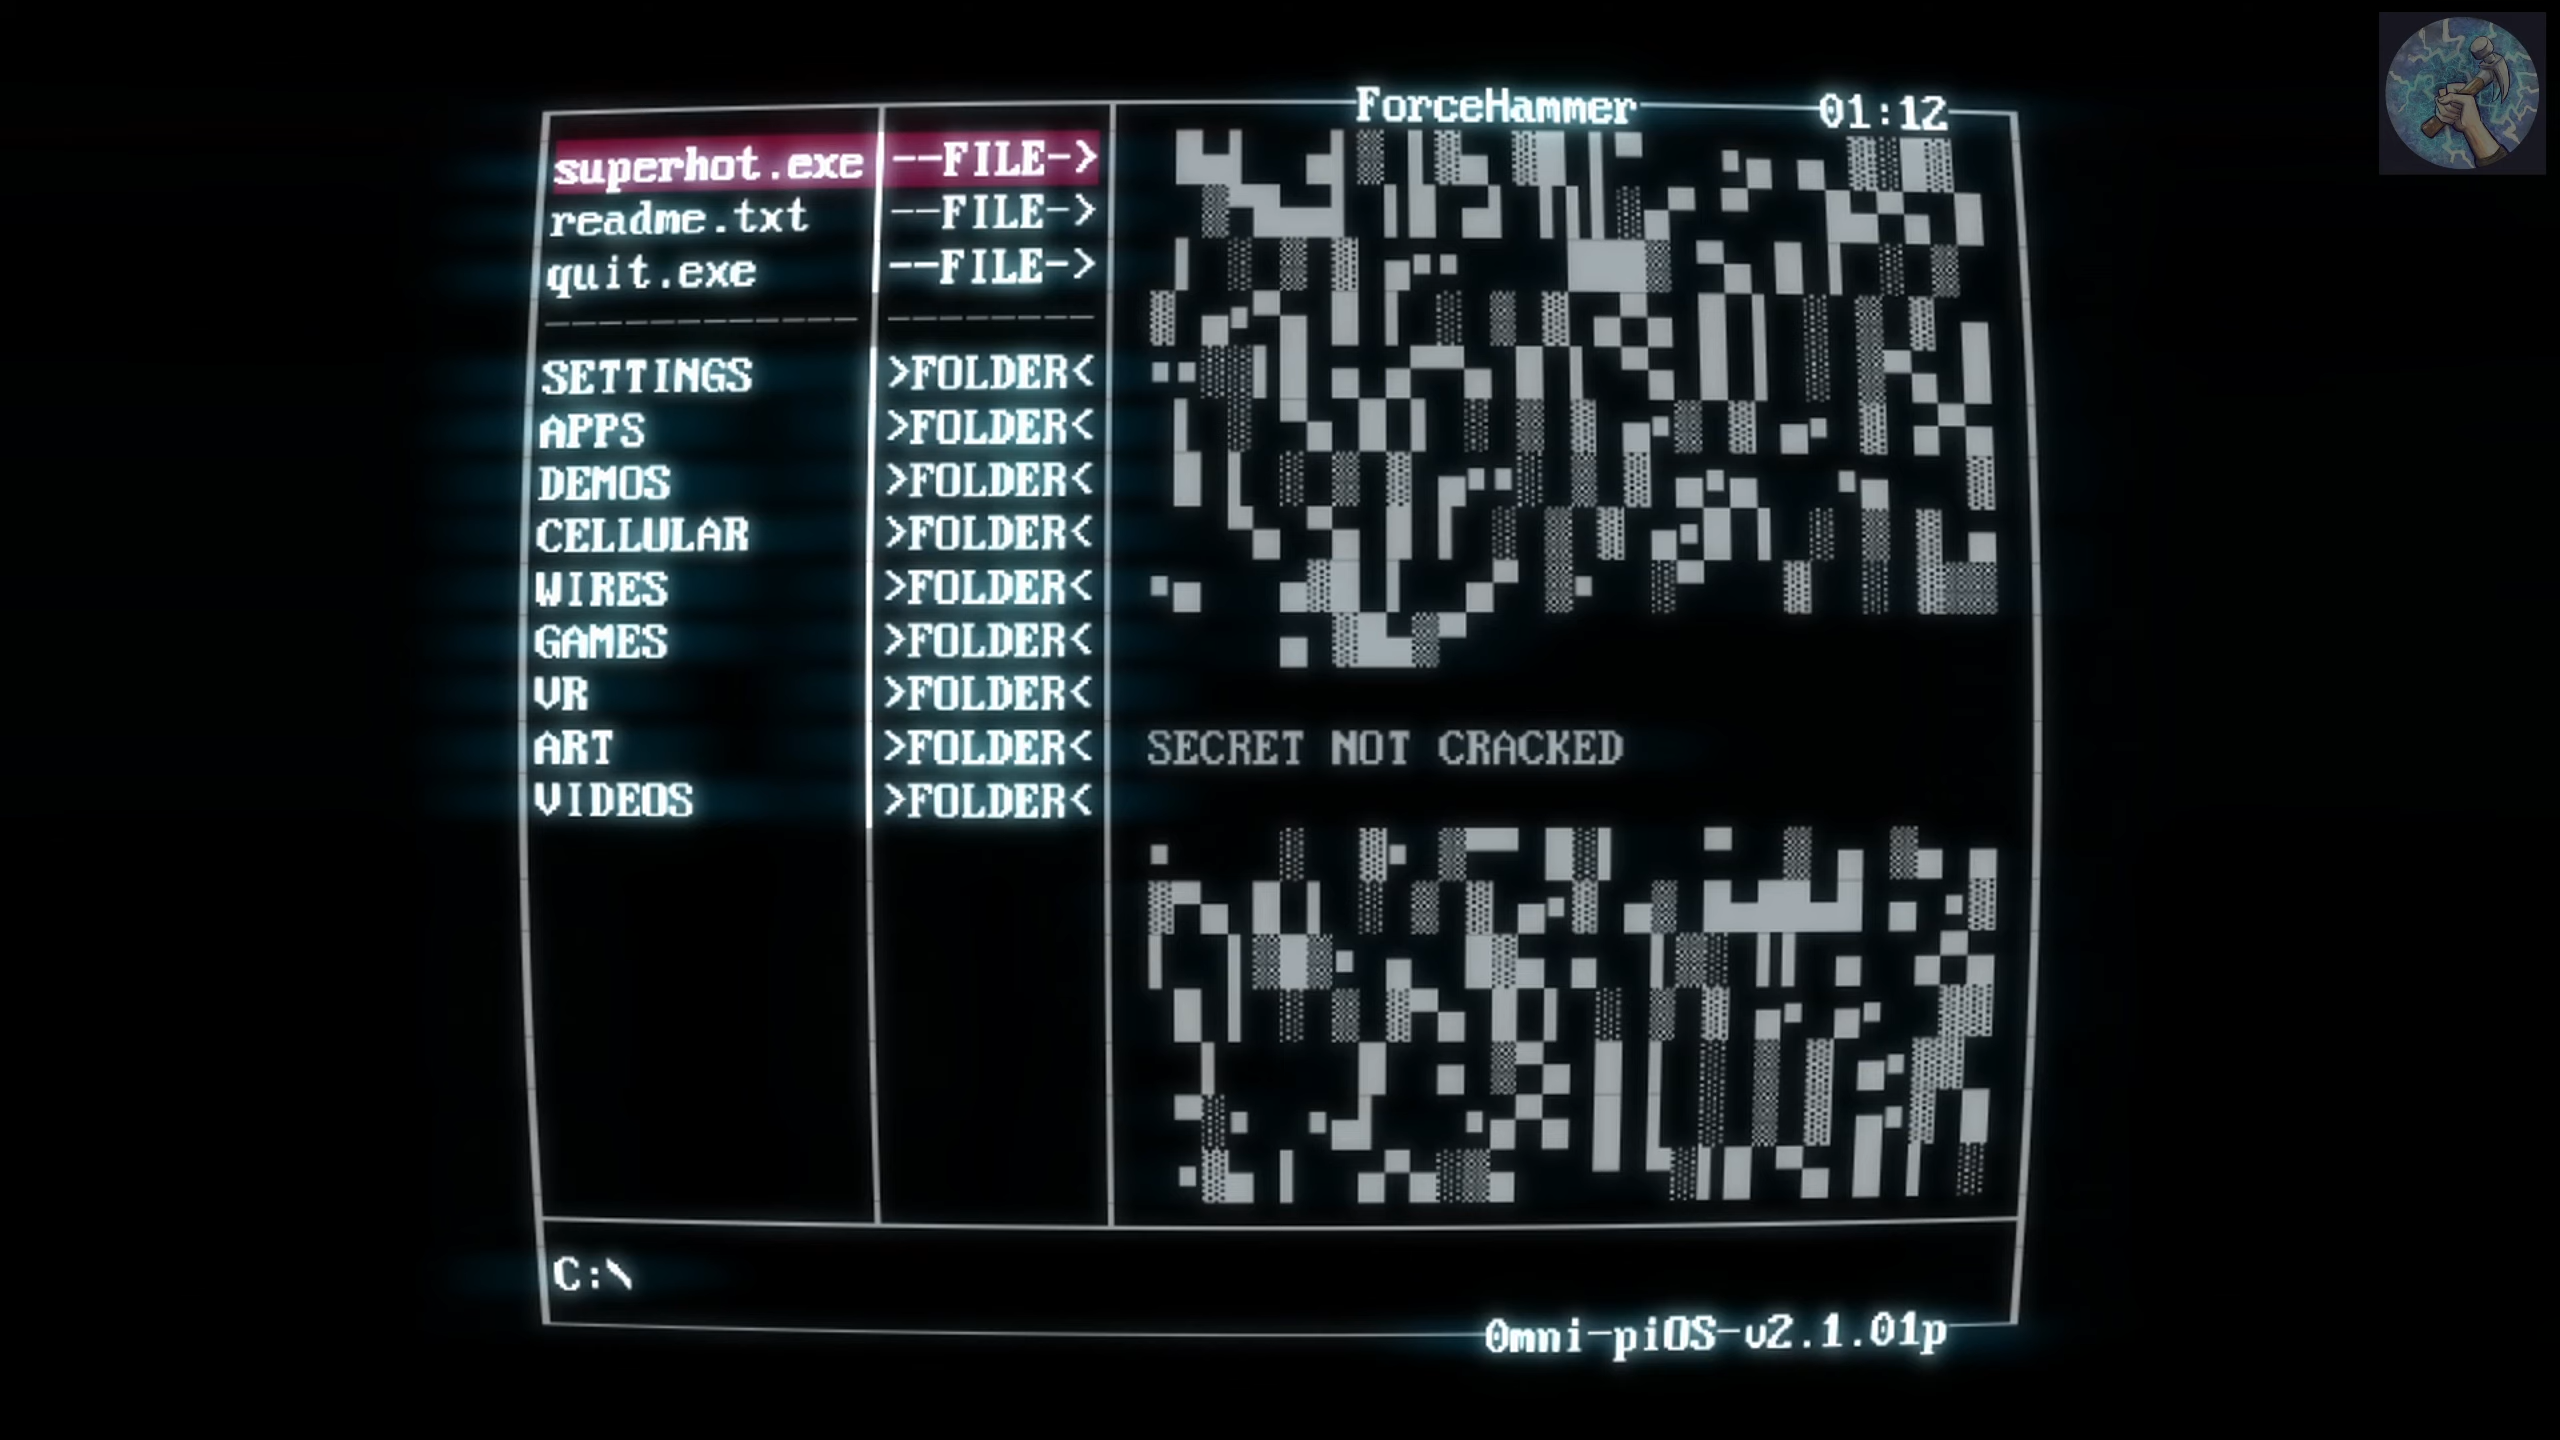 ForceHammer 01:12
superhot.exe --FILE->
readme.txt --FILE->
quit.exe --FILE->
SETTINGS >FOLDER<
APPS >FOLDER<
DEMOS >FOLDER<
CELLULAR >FOLDER<
WIRES >FOLDER<
GAMES >FOLDER<
VR >FOLDER<
ART >FOLDER<
VIDEOS >FOLDER<
SECRET NOT CRACKED
C:\
0mni-piOS-v2.1.01p